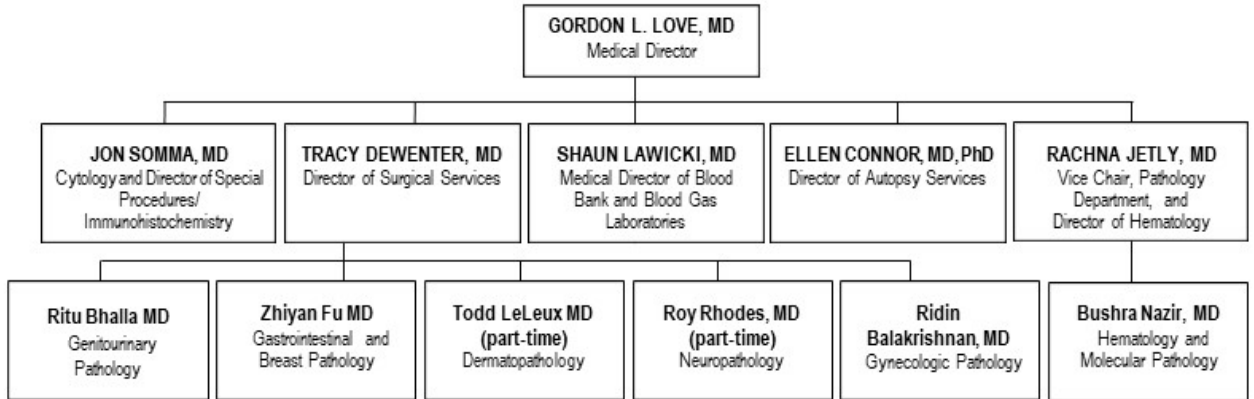 GORDON L. LOVE, MD
Medical Director
JON SOMMA, MD
Cytology and Director of Special
Procedures/
Immunohistochemistry
TRACY DEWENTER, MD
Director of Surgical Services
SHAUN LAWICKI, MD
Medical Director of Blood
Bank and Blood Gas
Laboratories
ELLEN CONNOR, MD, PhD
Director of Autopsy Services
RACHNA JETLY, MD
Vice Chair, Pathology
Department, and
Director of Hematology
Ritu Bhalla MD
Genitourinary
Pathology
Zhiyan Fu MD
Gastrointestinal and
Breast Pathology
Todd LeLeux MD
(part-time)
Dermatopathology
Roy Rhodes, MD
(part-time)
Neuropathology
Ridin
Balakrishnan, MD
Gynecologic Pathology
Bushra Nazir, MD
Hematology and
Molecular Pathology